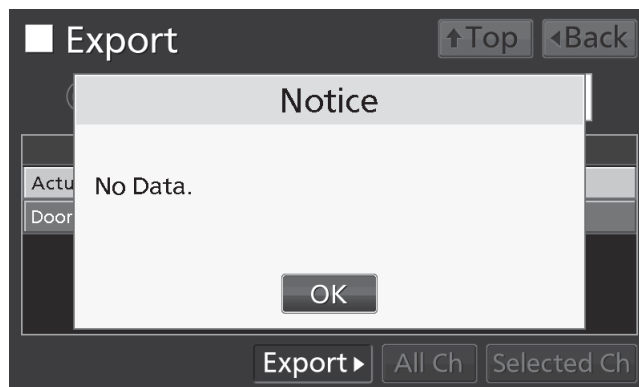 Export
↑Top
◂Back
Notice
Actu
No Data.
Door
OK
Export▸
All Ch
Selected Ch